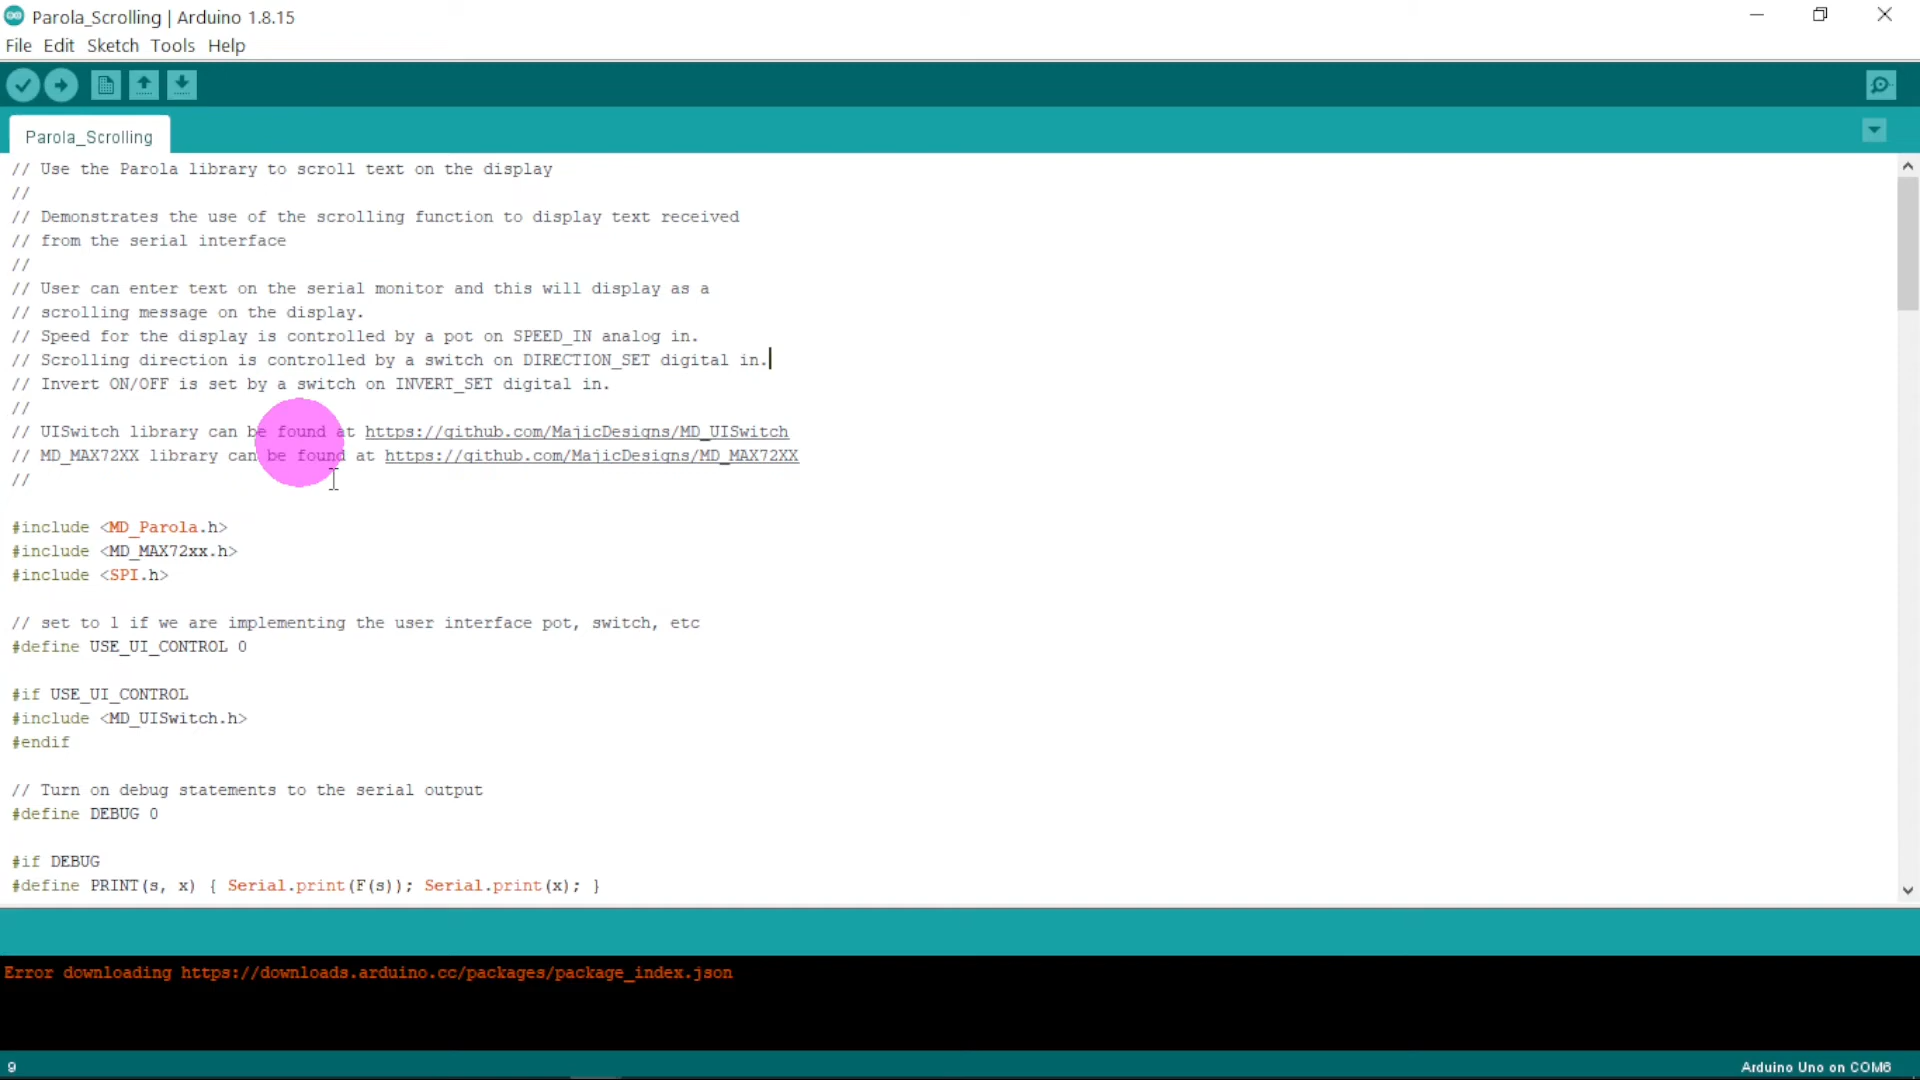 Parola_Scrolling | Arduino 1.8.15
File Edit Sketch Tools Help
Parola_Scrolling
// Use the Parola library to scroll text on the display
//
// Demonstrates the use of the scrolling function to display text received
// from the serial interface
//
// User can enter text on the serial monitor and this will display as a
// scrolling message on the display.
// Speed for the display is controlled by a pot on SPEED_IN analog in.
// Scrolling direction is controlled by a switch on DIRECTION_SET digital in.
// Invert ON/OFF is set by a switch on INVERT_SET digital in.
//
// UISwitch library can be found at https://github.com/MajicDesigns/MD_UISwitch
// MD_MAX72XX library can be found at https://github.com/MajicDesigns/MD_MAX72XX
//
#include <MD_Parola.h>
#include <MD_MAX72xx.h>
#include <SPI.h>
// set to 1 if we are implementing the user interface pot, switch, etc
#define USE_UI_CONTROL 0
#if USE_UI_CONTROL
#include <MD_UISwitch.h>
#endif
// Turn on debug statements to the serial output
#define DEBUG 0
#if DEBUG
#define PRINT(s, x) { Serial.print(F(s)); Serial.print(x); }
Error downloading https://downloads.arduino.cc/packages/package_index.json
9
Arduino Uno on COM6